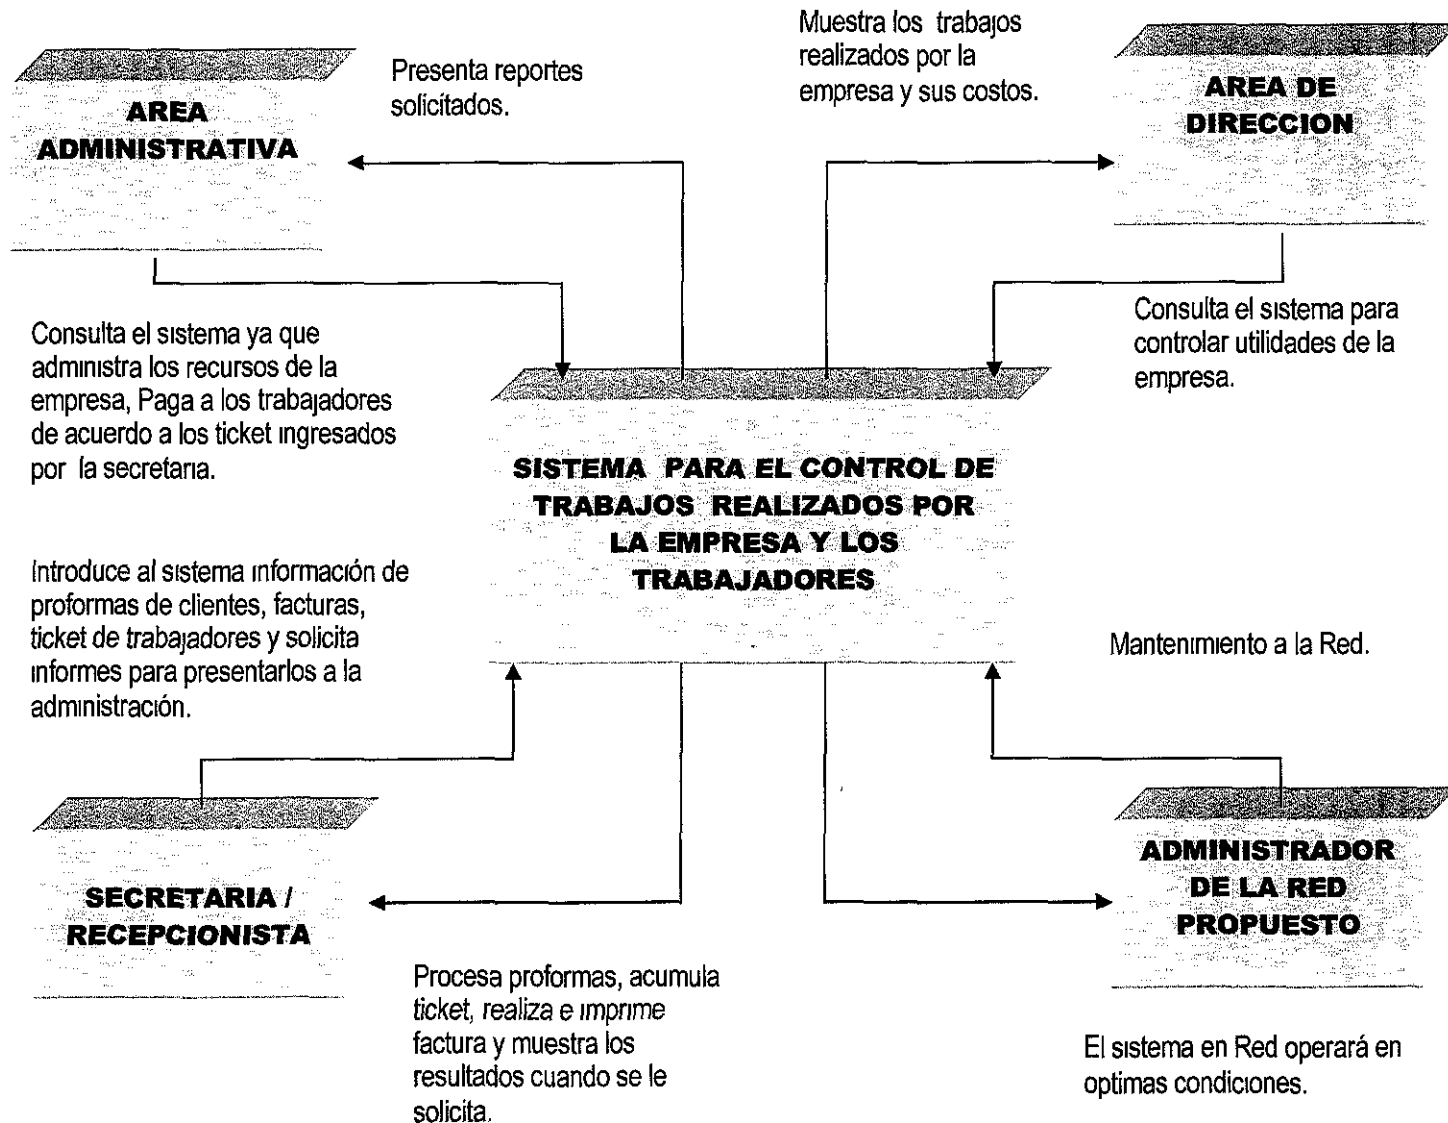 AREA
ADMINISTRATIVA
Presenta reportes
solicitados.
Muestra los trabajos
realizados por la
empresa y sus costos.
AREA DE
DIRECCION
Consulta el sistema ya que
administra los recursos de la
empresa, Paga a los trabajadores
de acuerdo a los ticket ingresados
por la secretaria.
Consulta el sistema para
controlar utilidades de la
empresa.
SISTEMA PARA EL CONTROL DE
TRABAJOS REALIZADOS POR
LA EMPRESA Y LOS
TRABAJADORES
Introduce al sistema información de
proformas de clientes, facturas,
ticket de trabajadores y solicita
informes para presentarlos a la
administración.
Mantenimiento a la Red.
SECRETARIA /
RECEPCIONISTA
ADMINISTRADOR
DE LA RED
PROPUESTO
Procesa proformas, acumula
ticket, realiza e imprime
factura y muestra los
resultados cuando se le
solicita.
El sistema en Red operará en
optimas condiciones.